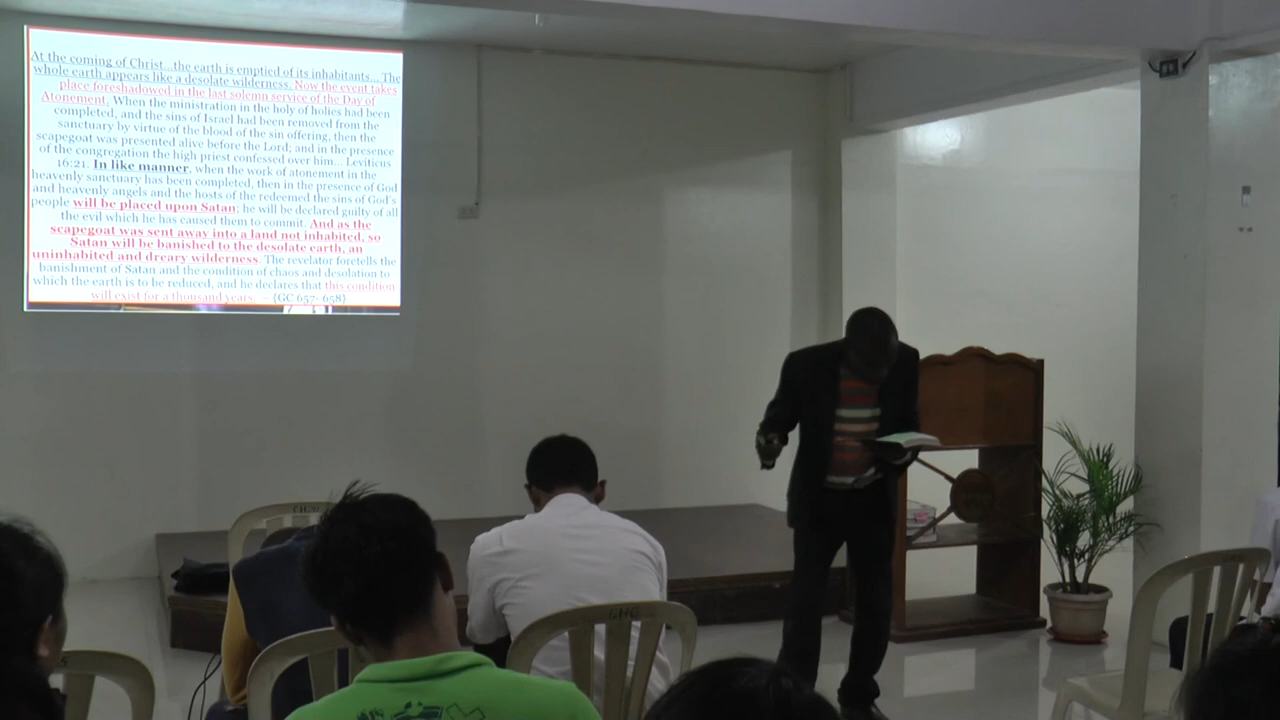 At the coming of Christ...the earth is emptied of its inhabitants... The
whole earth appears like a desolate wilderness. Now the event takes
place foreshadowed in the last solemn service of the Day of
Atonement. When the ministration in the holy of holies had been
completed, and the sins of Israel had been removed from the
sanctuary by virtue of the blood of the sin offering, then the
scapegoat was presented alive before the Lord; and in the presence
of the congregation the high priest confessed over him... Leviticus
16:21. In like manner, when the work of atonement in the
heavenly sanctuary has been completed, then in the presence of God
and heavenly angels and the hosts of the redeemed the sins of God's
people will be placed upon Satan; he will be declared guilty of all
the evil which he has caused them to commit. And as the
scapegoat was sent away into a land not inhabited, so
Satan will be banished to the desolate earth, an
uninhabited and dreary wilderness. The revelator foretells the
banishment of Satan and the condition of chaos and desolation to
which the earth is to be reduced, and he declares that this condition
will exist for a thousand years. – {GC 657- 658}